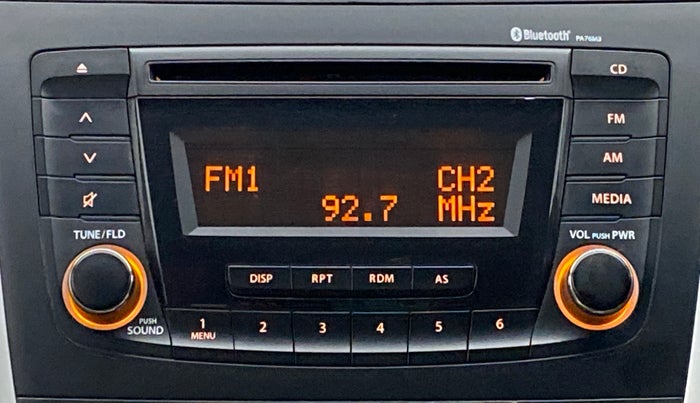 Bluetooth® PA76M3
CD
FM
AM
MEDIA
FM1 CH2
92.7 MHz
TUNE/FLD
VOL PUSH PWR
DISP RPT RDM AS
PUSH
SOUND
1 2 3 4 5 6
MENU